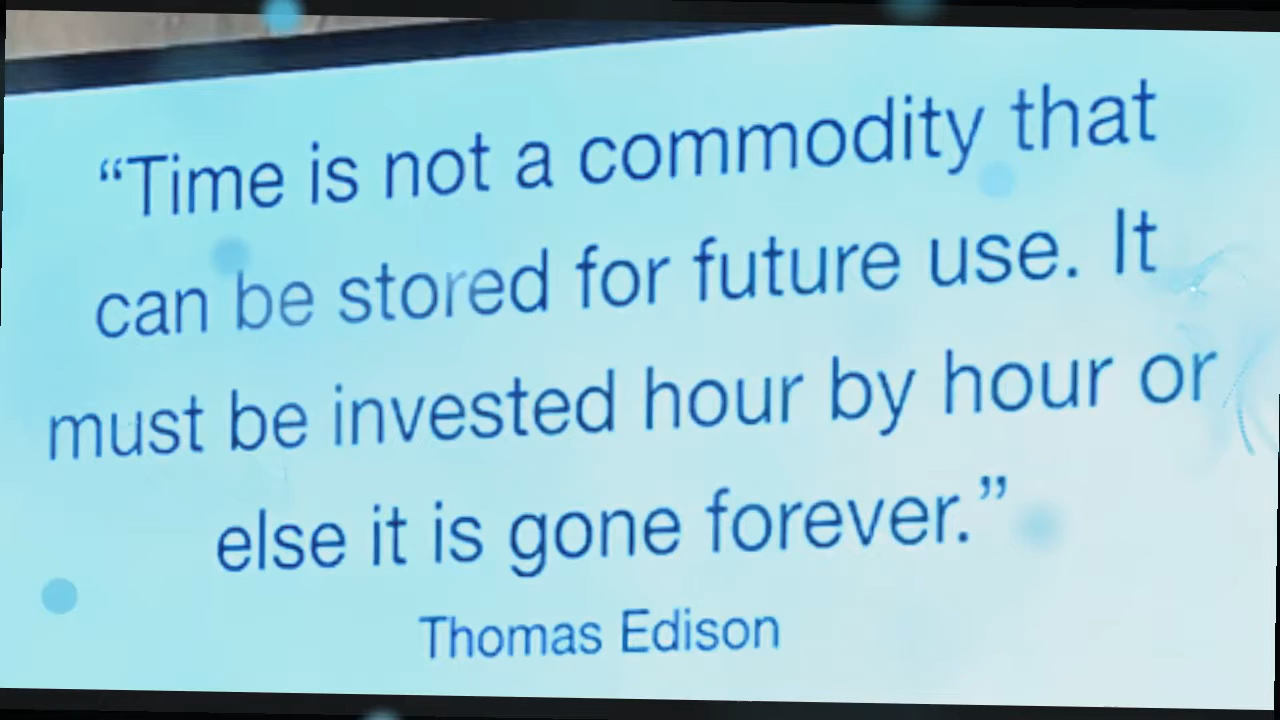 “Time is not a commodity that
can be stored for future use. It
must be invested hour by hour or
else it is gone forever.”
Thomas Edison